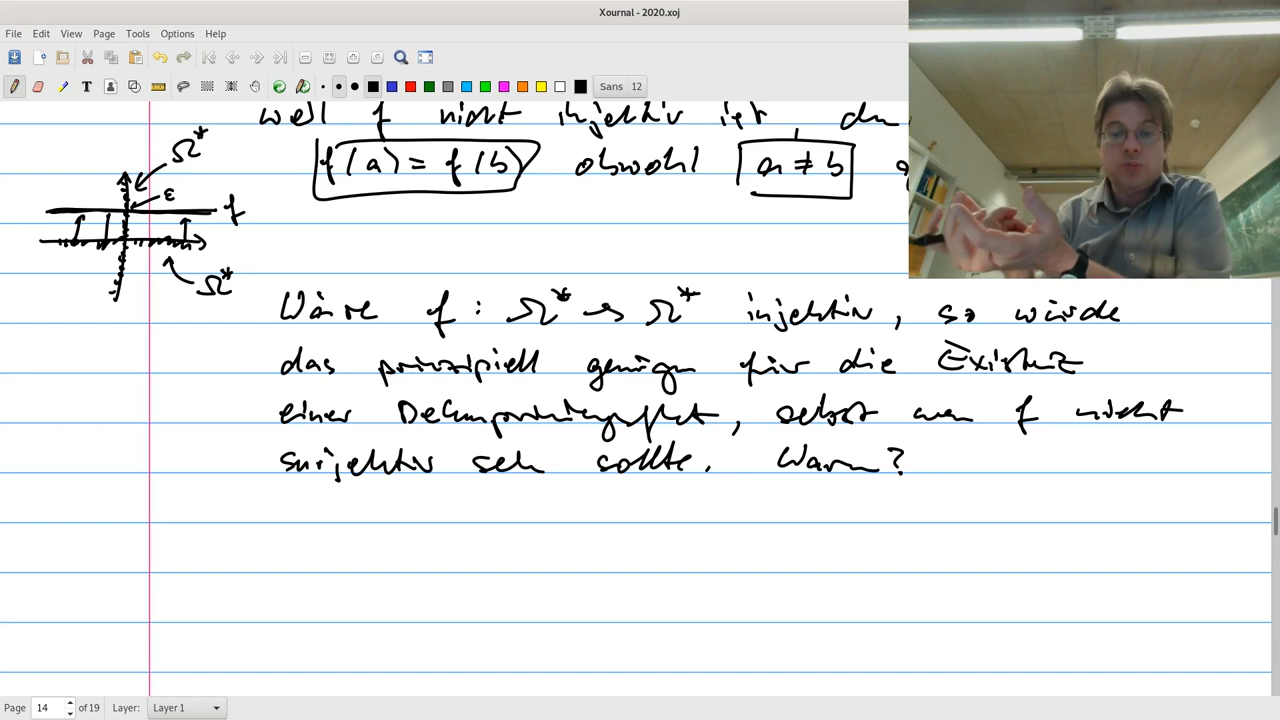 Xournal - 2020.xoj
File Edit View Page Tools Options Help
Sans 12
weil f nicht injektiv ist, da
f(a) = f(b) obwohl a ≠ b
Ω*
ε
f
Ω*
Wäre f : Ω* → Ω* injektiv, so würde
das prinzipiell genügen für die Existenz
einer Dekomprimierungsfkt, selbst wenn f nicht
surjektiv sein sollte. Warum?
Page 14 of 19 Layer: Layer 1